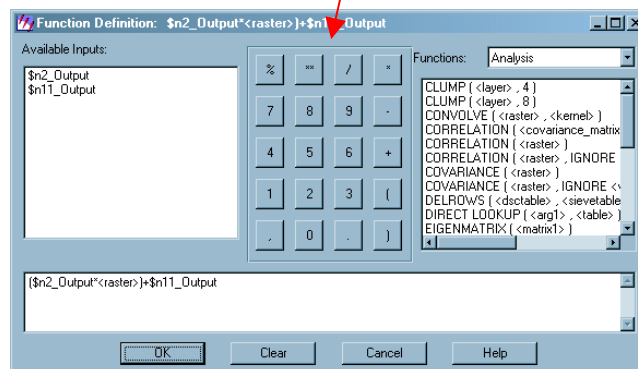 Function Definition: $n2_Output*<raster>)+$n11_Output
Available Inputs:
$n2_Output
$n11_Output
% ** / *
7 8 9 -
4 5 6 +
1 2 3 (
, 0 . )
Functions: Analysis
CLUMP ( <layer> , 4 )
CLUMP ( <layer> , 8 )
CONVOLVE ( <raster> , <kernel> )
CORRELATION ( <covariance_matrix
CORRELATION ( <raster> )
CORRELATION ( <raster> , IGNORE
COVARIANCE ( <raster> )
COVARIANCE ( <raster> , IGNORE <v
DELROWS ( <dsctable> , <sievetable
DIRECT LOOKUP ( <arg1> , <table> )
EIGENMATRIX ( <matrix1> )
($n2_Output*<raster>)+$n11_Output
OK Clear Cancel Help